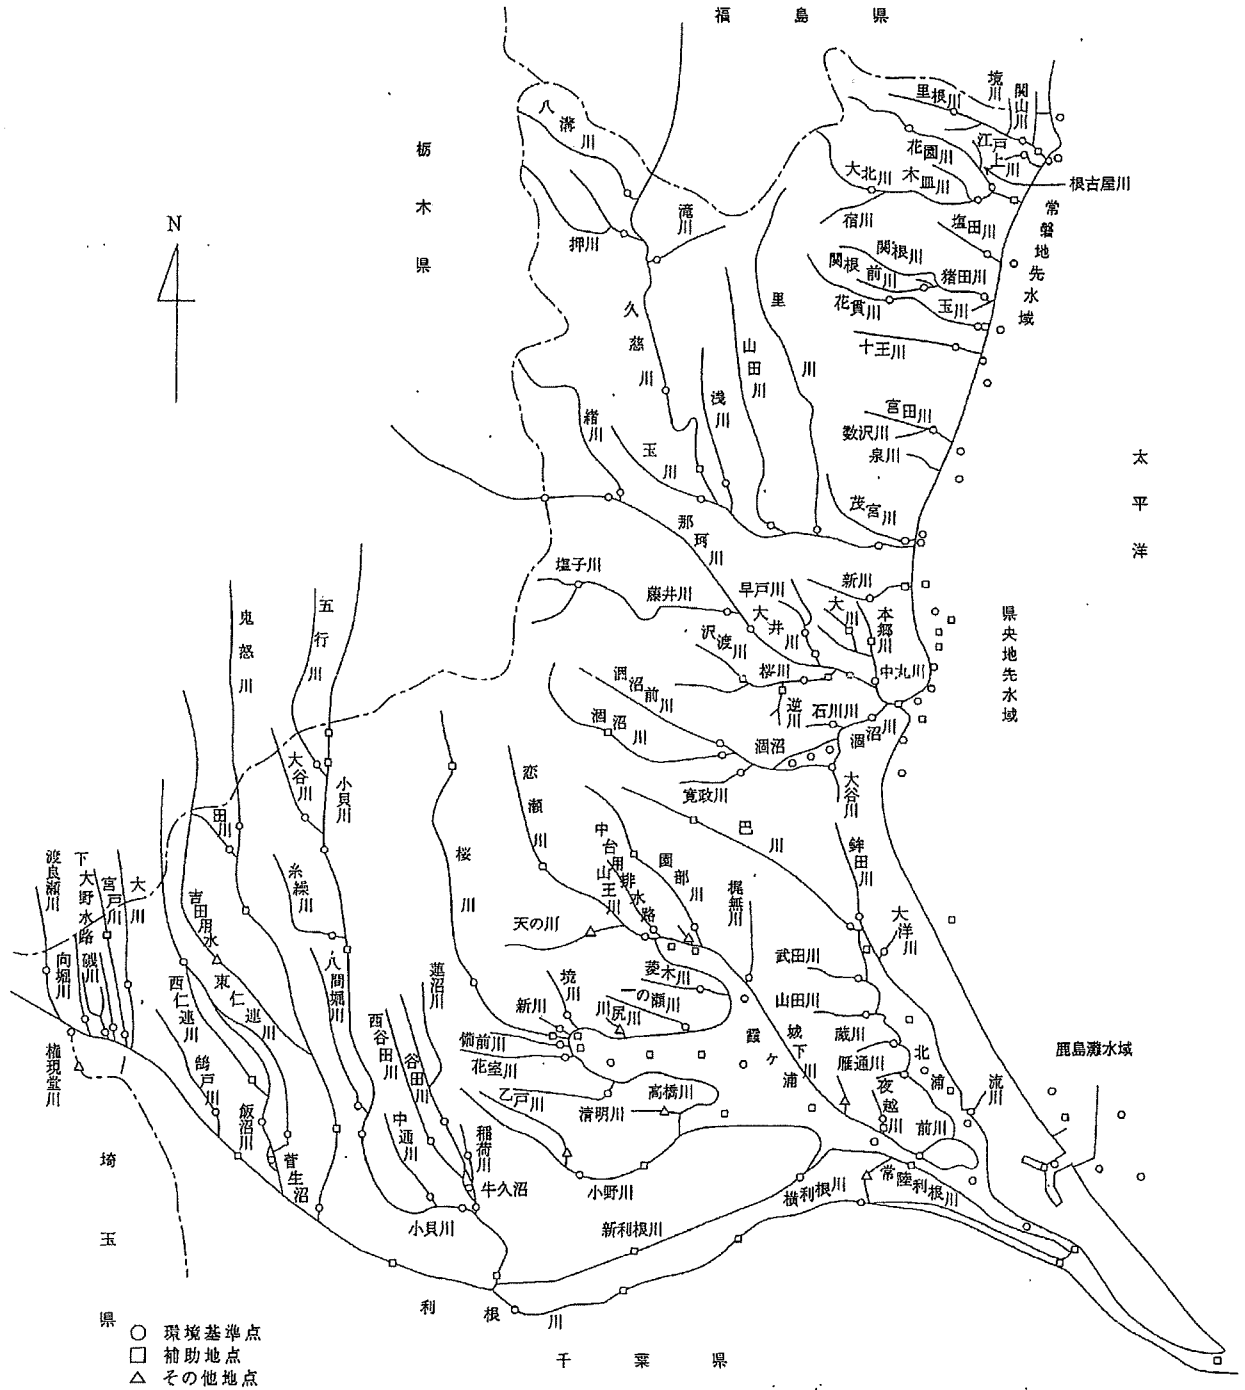 福島県
栃木県
N
八溝川
押川
滝川
久慈川
里川
山田川
浅川
緒川
玉川
境川
関山川
里根川
江戸上川
花園川
大北川
木皿川
根古屋川
宿川
塩田川
常磐地先水域
関根川
関根前川
猪田川
花貫川
玉川
十王川
宮田川
数沢川
泉川
茂宮川
太平洋
那珂川
塩子川
藤井川
早戸川
新川
大井川
大川
本郷川
沢渡川
桜川
中丸川
逆川
石川川
県央地先水域
涸沼前川
涸沼川
涸沼
涸沼川
大谷川
寛政川
鬼怒川
五行川
大谷川
小貝川
田川
糸繰川
桜川
恋瀬川
中台用排水路
山王川
園部川
巴川
鉾田川
梶無川
大洋川
天の川
武田川
菱木川
一の瀬川
山田川
境川
川尻川
新川
備前川
花室川
霞ヶ浦
城下川
蔵川
雁通川
北浦
夜越川
前川
流川
鹿島灘水域
渡良瀬川
下大野水路
宮戸川
大川
向堀川
磯川
権現堂川
吉田用水
東仁連川
西仁連川
鵠戸川
飯沼川
菅生沼
八間堀川
西谷田川
谷田川
蓮沼川
中通川
稲荷川
牛久沼
小貝川
乙戸川
清明川
高橋川
小野川
新利根川
横利根川
常陸利根川
利根川
埼玉県
千葉県
○ 環境基準点
□ 補助地点
△ その他地点